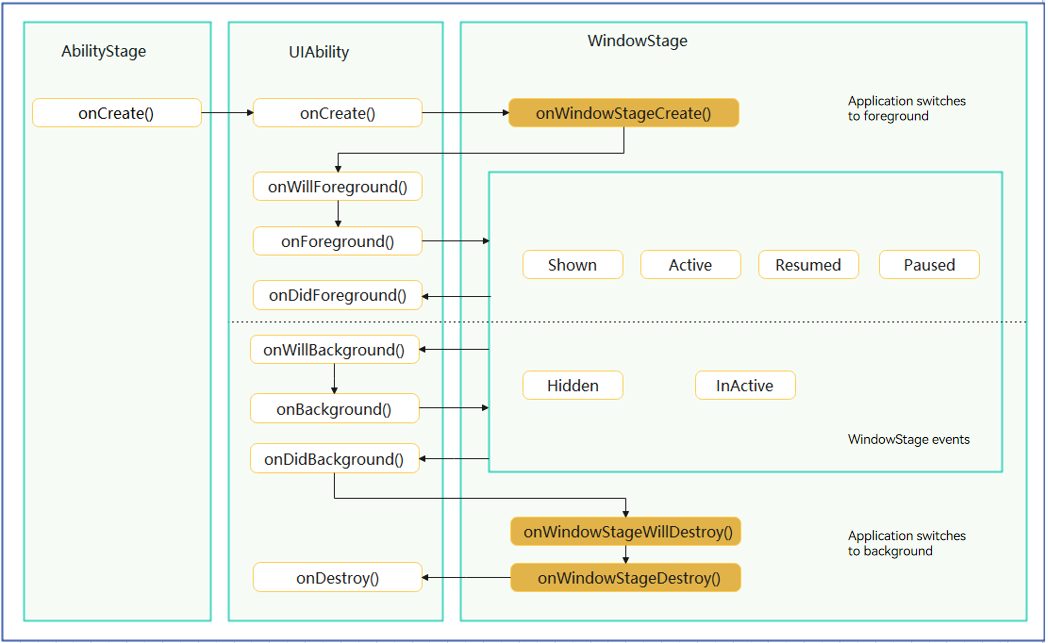 AbilityStage
UIAbility
WindowStage
onCreate()
onCreate()
onWindowStageCreate()
Application switches
to foreground
onWillForeground()
onForeground()
Shown
Active
Resumed
Paused
onDidForeground()
onWillBackground()
Hidden
InActive
onBackground()
WindowStage events
onDidBackground()
onWindowStageWillDestroy()
Application switches
to background
onDestroy()
onWindowStageDestroy()